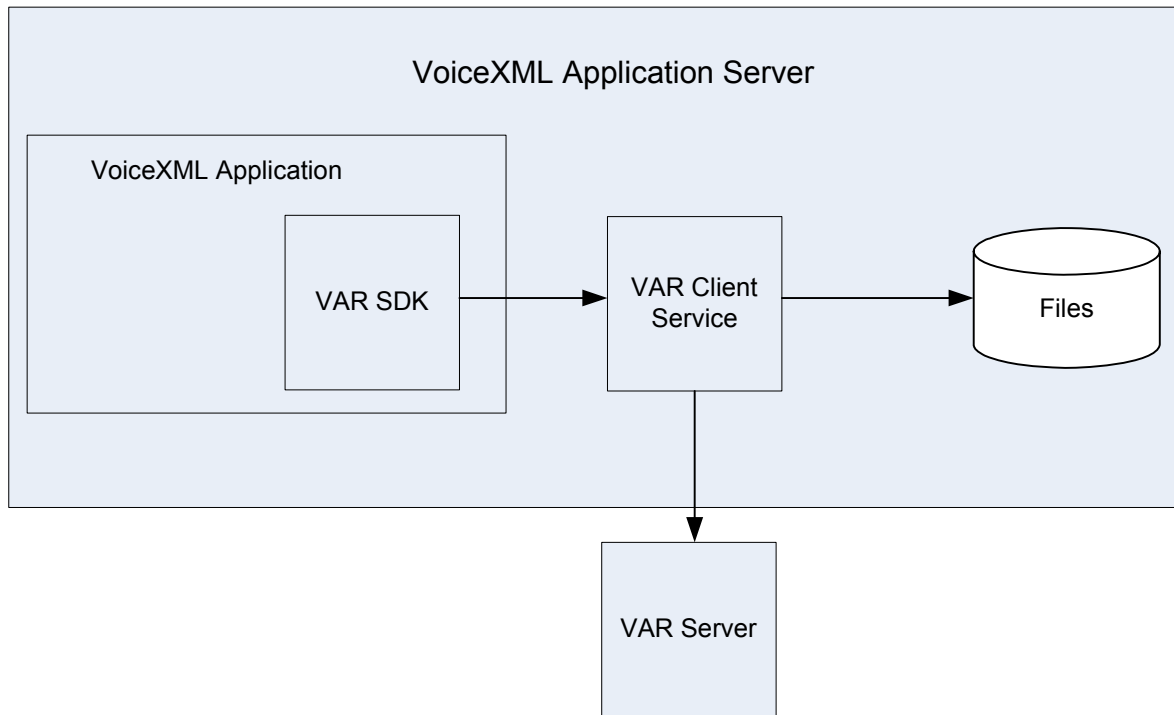 VoiceXML Application Server
VoiceXML Application
VAR SDK
VAR Client
Service
Files
VAR Server